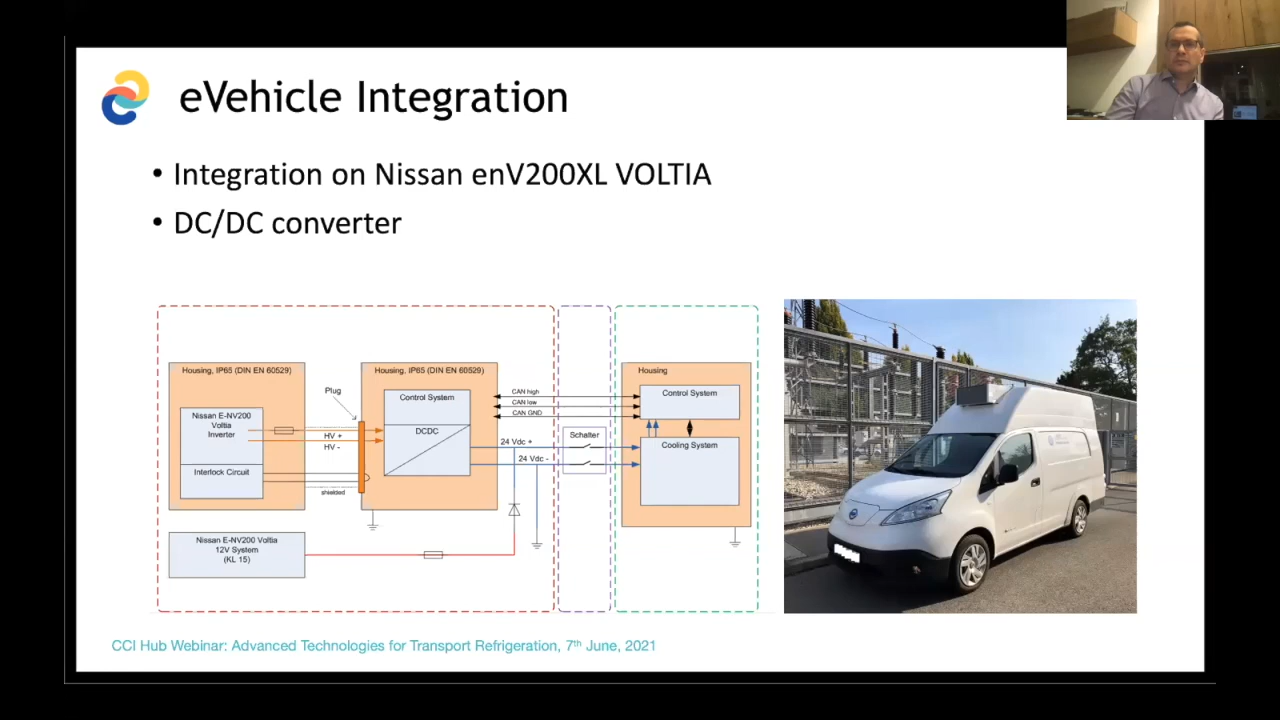 eVehicle Integration
• Integration on Nissan enV200XL VOLTIA
• DC/DC converter
Housing, IP65 (DIN EN 60529)
Nissan E-NV200
Voltia
Inverter
Interlock Circuit
Plug
HV +
HV -
shielded
Housing, IP65 (DIN EN 60529)
Control System
DCDC
CAN high
CAN low
CAN GND
24 Vdc +
24 Vdc -
Schalter
Housing
Control System
Cooling System
Nissan E-NV200 Voltia
12V System
(KL 15)
CCI Hub Webinar: Advanced Technologies for Transport Refrigeration, 7th June, 2021